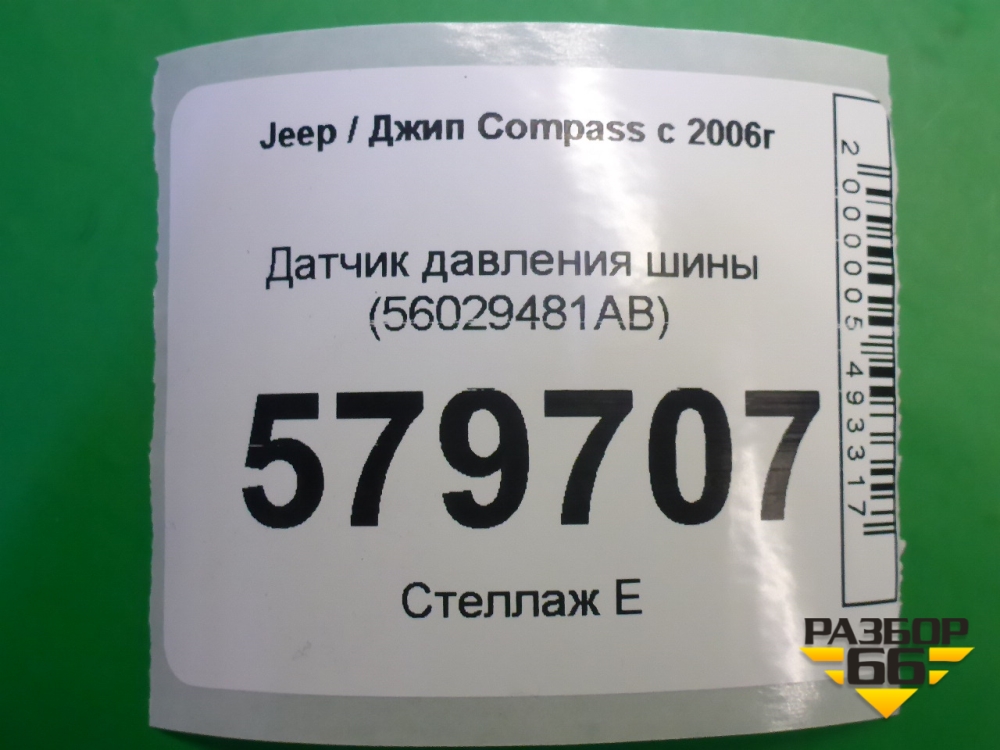 Jeep / Джип Compass с 2006г
Датчик давления шины
(56029481AB)
579707
Стеллаж Е
2000005493317
РАЗБОР
66